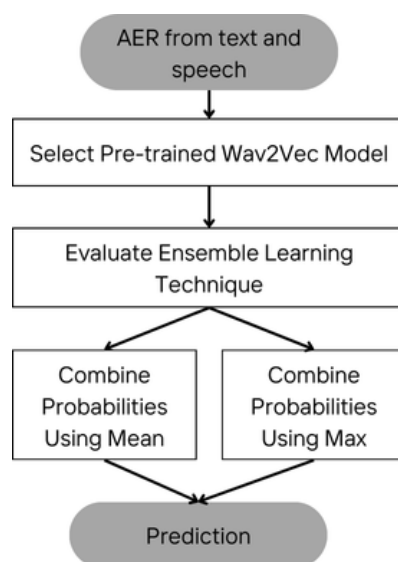 AER from text and
speech
Select Pre-trained Wav2Vec Model
Evaluate Ensemble Learning
Technique
Combine
Probabilities
Using Mean
Combine
Probabilities
Using Max
Prediction